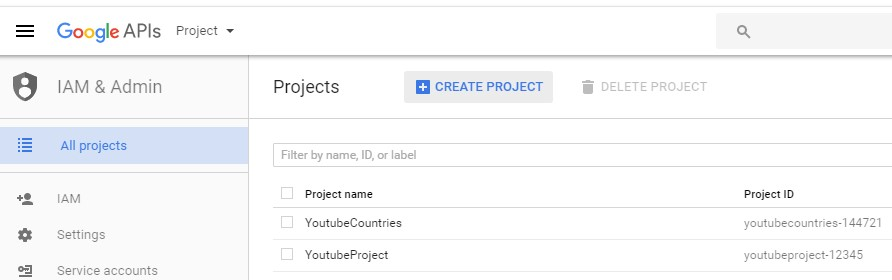 Google APIs Project
IAM & Admin
Projects CREATE PROJECT DELETE PROJECT
All projects
Filter by name, ID, or label
Project name Project ID
IAM
YoutubeCountries youtubecountries-144721
Settings
YoutubeProject youtubeproject-12345
Service accounts